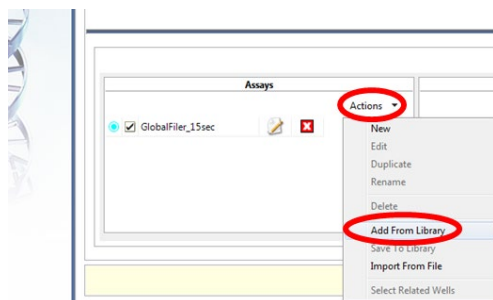 Assays
Actions
GlobalFiler_15sec
New
Edit
Duplicate
Rename
Delete
Add From Library
Save To Library
Import From File
Select Related Wells